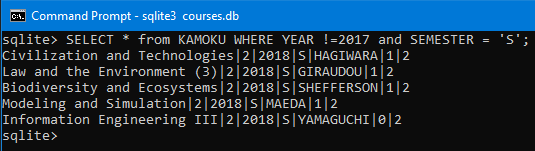 Command Prompt - sqlite3 courses.db
sqlite> SELECT * from KAMOKU WHERE YEAR !=2017 and SEMESTER = 'S';
Civilization and Technologies|2|2018|S|HAGIWARA|1|2
Law and the Environment (3)|2|2018|S|GIRAUDOU|1|2
Biodiversity and Ecosystems|2|2018|S|SHEFFERSON|1|2
Modeling and Simulation|2|2018|S|MAEDA|1|2
Information Engineering III|2|2018|S|YAMAGUCHI|0|2
sqlite>